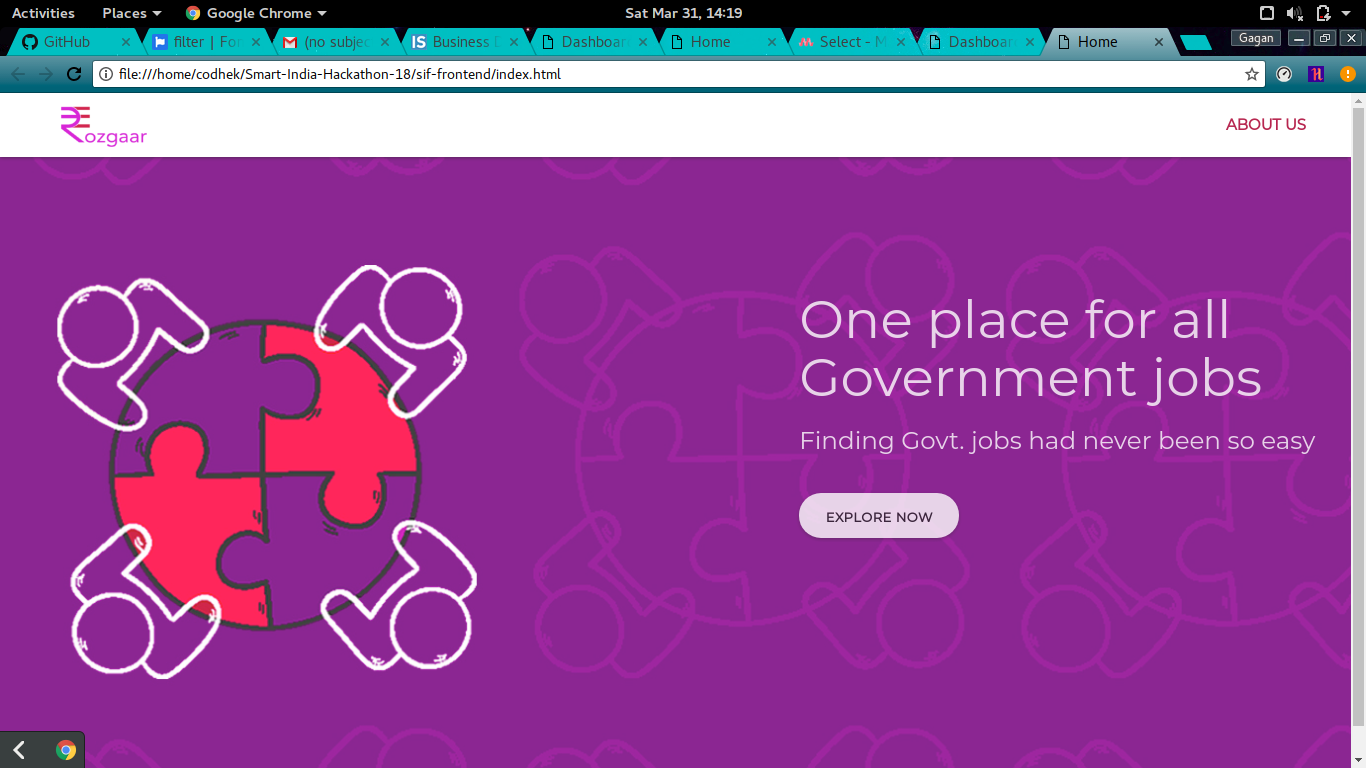 Activities Places Google Chrome Sat Mar 31, 14:19
GitHub filter | Fon (no subjec Business D Dashboar Home Select - M Dashboar Home Gagan
file:///home/codhek/Smart-India-Hackathon-18/sif-frontend/index.html
ozgaar
ABOUT US
One place for all
Government jobs
Finding Govt. jobs had never been so easy
EXPLORE NOW